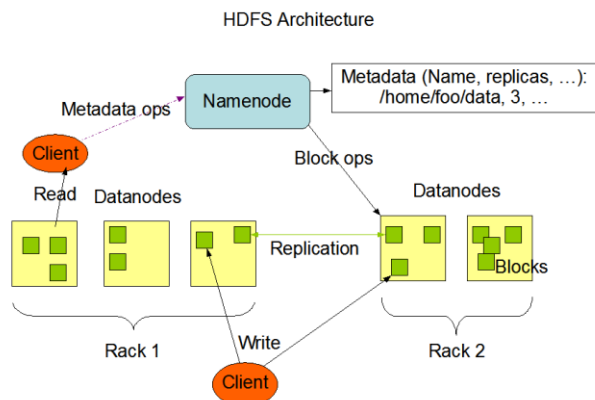 HDFS Architecture
Metadata (Name, replicas, ...):
/home/foo/data, 3, ...
Namenode
Metadata ops
Client
Block ops
Read
Datanodes
Datanodes
Replication
Blocks
Rack 1
Write
Rack 2
Client